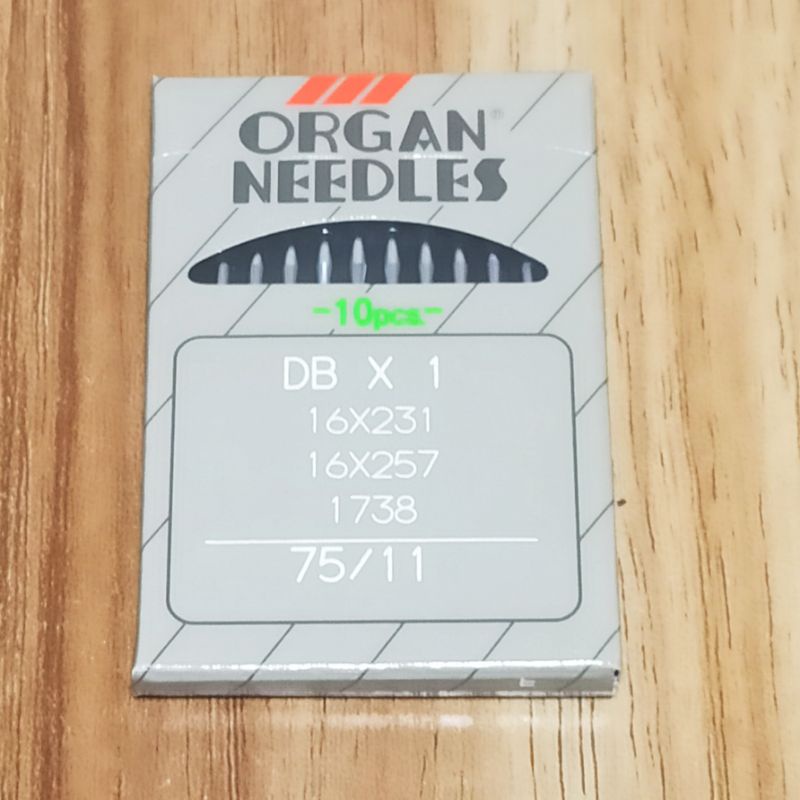 ORGAN®
NEEDLES
-10pcs.-
DB X 1
16X231
16X257
1738
75/11